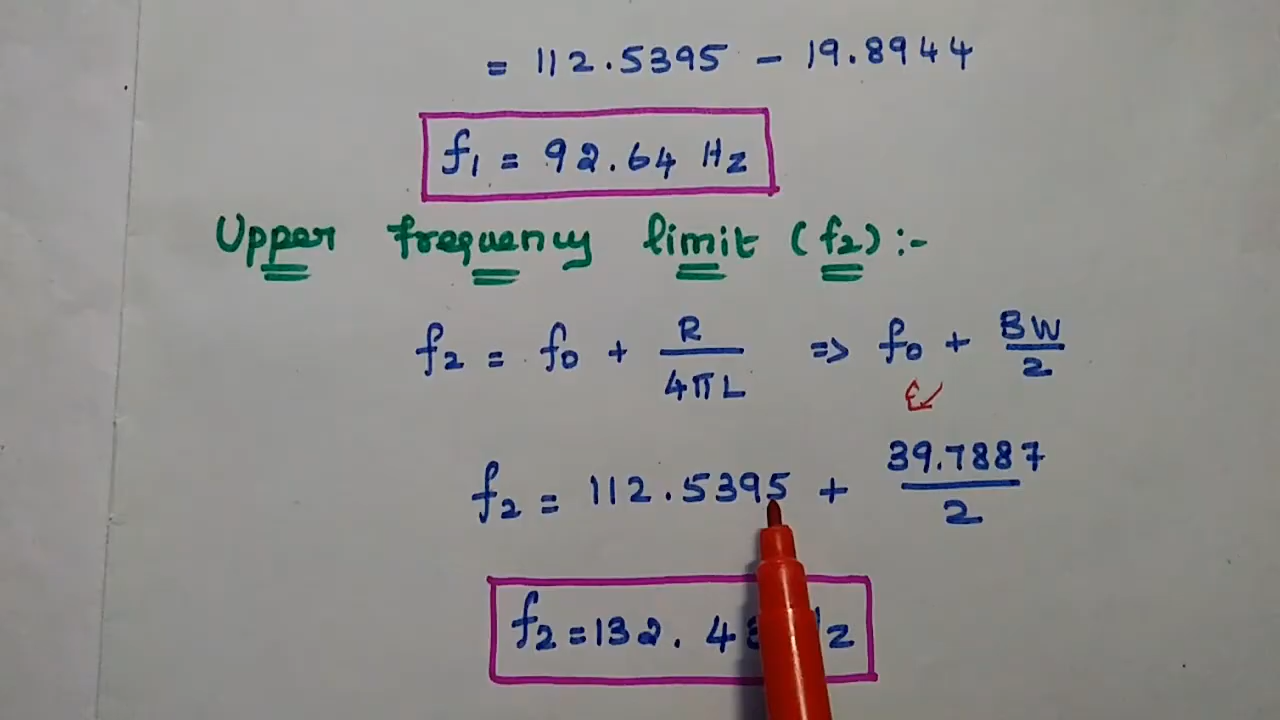 = 112.5395 - 19.8944
f1 = 92.64 Hz
Upper frequency limit (f2) :-
f2 = f0 + R/4πL => f0 + BW/2
f2 = 112.5395 + 39.7887/2
f2 = 132.4